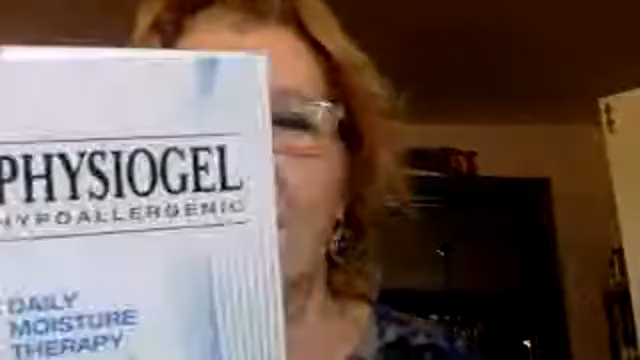 PHYSIOGEL
HYPOALLERGENIC
DAILY
MOISTURE
THERAPY